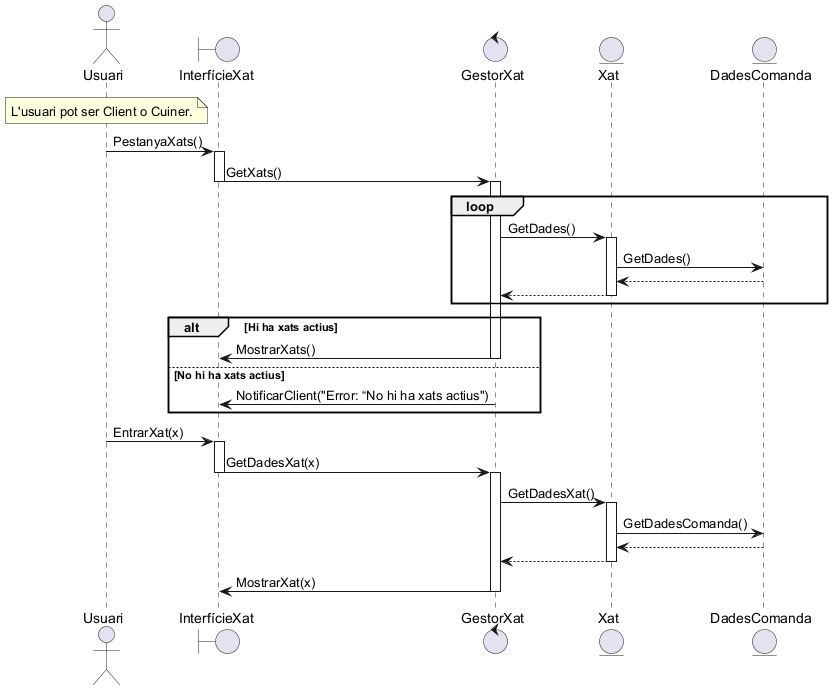 Usuari
InterfícieXat
GestorXat
Xat
DadesComanda
L'usuari pot ser Client o Cuiner.
PestanyaXats()
GetXats()
loop
GetDades()
GetDades()
alt
[Hi ha xats actius]
MostrarXats()
[No hi ha xats actius]
NotificarClient("Error: “No hi ha xats actius")
EntrarXat(x)
GetDadesXat(x)
GetDadesXat()
GetDadesComanda()
MostrarXat(x)
Usuari
InterfícieXat
GestorXat
Xat
DadesComanda